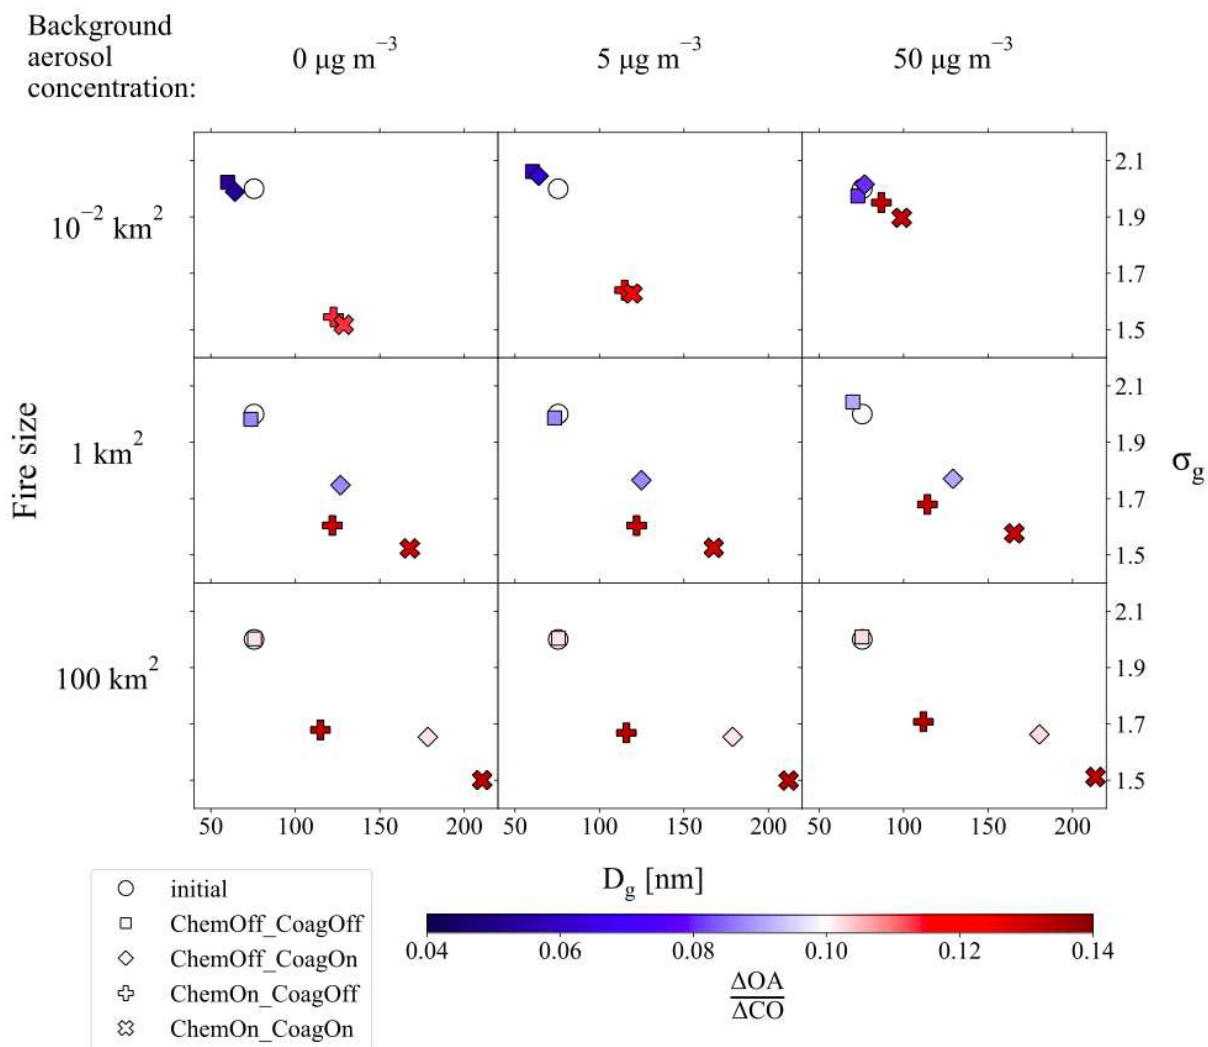 Background
aerosol
concentration:
0 μg m⁻³
5 μg m⁻³
50 μg m⁻³
Fire size
10⁻² km²
2.1
1.9
1.7
1.5
1 km²
2.1
1.9
1.7
1.5
σg
100 km²
2.1
1.9
1.7
1.5
50 100 150 200
50 100 150 200
50 100 150 200
Dg [nm]
initial
ChemOff_CoagOff
ChemOff_CoagOn
ChemOn_CoagOff
ChemOn_CoagOn
0.04 0.06 0.08 0.10 0.12 0.14
ΔOA
ΔCO